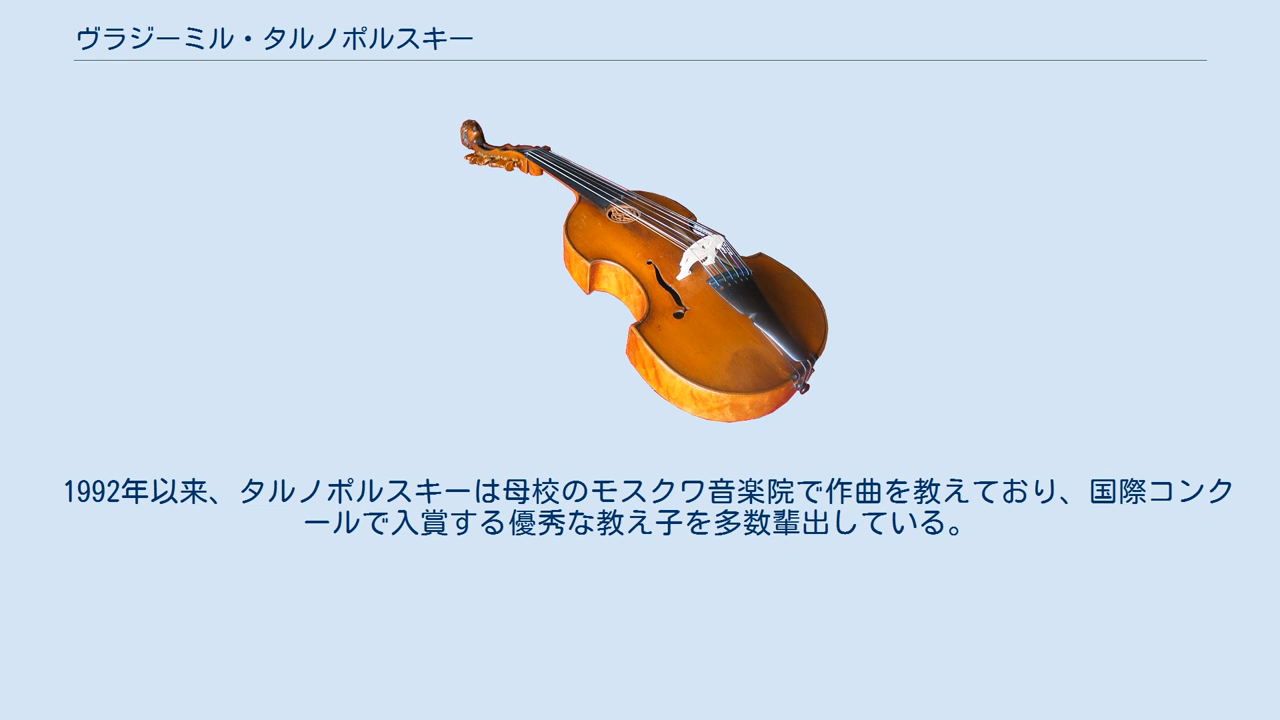 ヴラジーミル・タルノポルスキー
1992年以来、タルノポルスキーは母校のモスクワ音楽院で作曲を教えており、国際コンク
ールで入賞する優秀な教え子を多数輩出している。